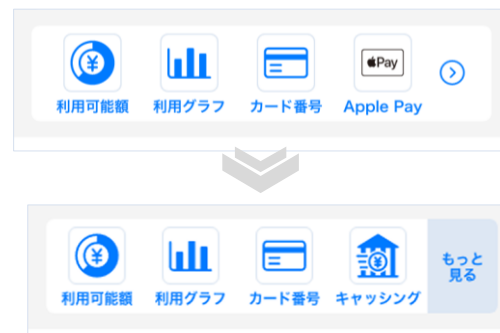 ¥
Pay
利用可能額
利用グラフ
カード番号
Apple Pay
¥
¥
もっと
見る
利用可能額
利用グラフ
カード番号
キャッシング